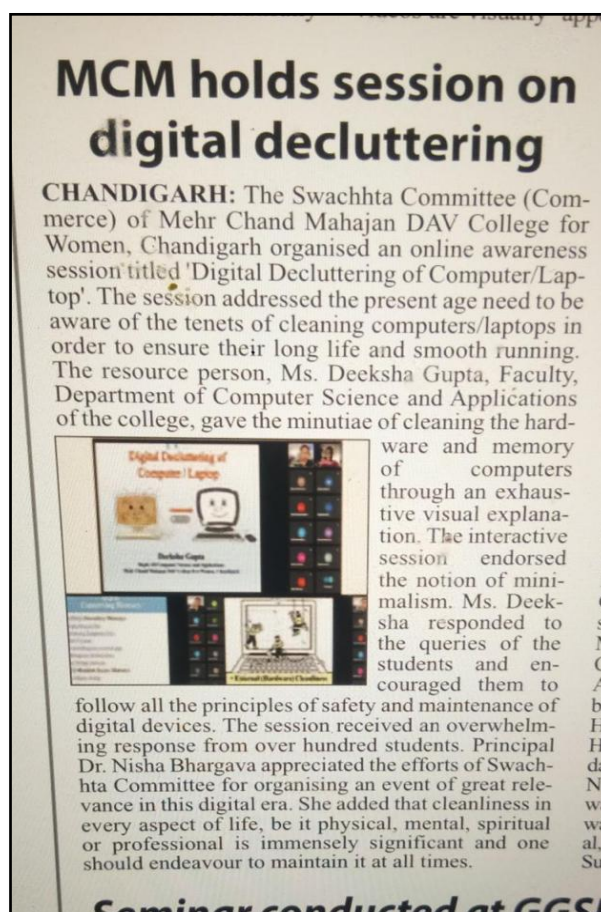 MCM holds session on
digital decluttering
CHANDIGARH: The Swachhta Committee (Com-
merce) of Mehr Chand Mahajan DAV College for
Women, Chandigarh organised an online awareness
session titled 'Digital Decluttering of Computer/Lap-
top'. The session addressed the present age need to be
aware of the tenets of cleaning computers/laptops in
order to ensure their long life and smooth running.
The resource person, Ms. Deeksha Gupta, Faculty,
Department of Computer Science and Applications
of the college, gave the minutiae of cleaning the hard-
ware and memory
of computers
through an exhaus-
tive visual explana-
tion. The interactive
session endorsed
the notion of mini-
malism. Ms. Deek-
sha responded to
the queries of the
students and en-
couraged them to
follow all the principles of safety and maintenance of
digital devices. The session received an overwhelm-
ing response from over hundred students. Principal
Dr. Nisha Bhargava appreciated the efforts of Swach-
hta Committee for organising an event of great rele-
vance in this digital era. She added that cleanliness in
every aspect of life, be it physical, mental, spiritual
or professional is immensely significant and one
should endeavour to maintain it at all times.
Digital Decluttering of
Computer / Laptop
Deeksha Gupta
External (Hardware) Cleanliness
Seminar conducted at GGSI